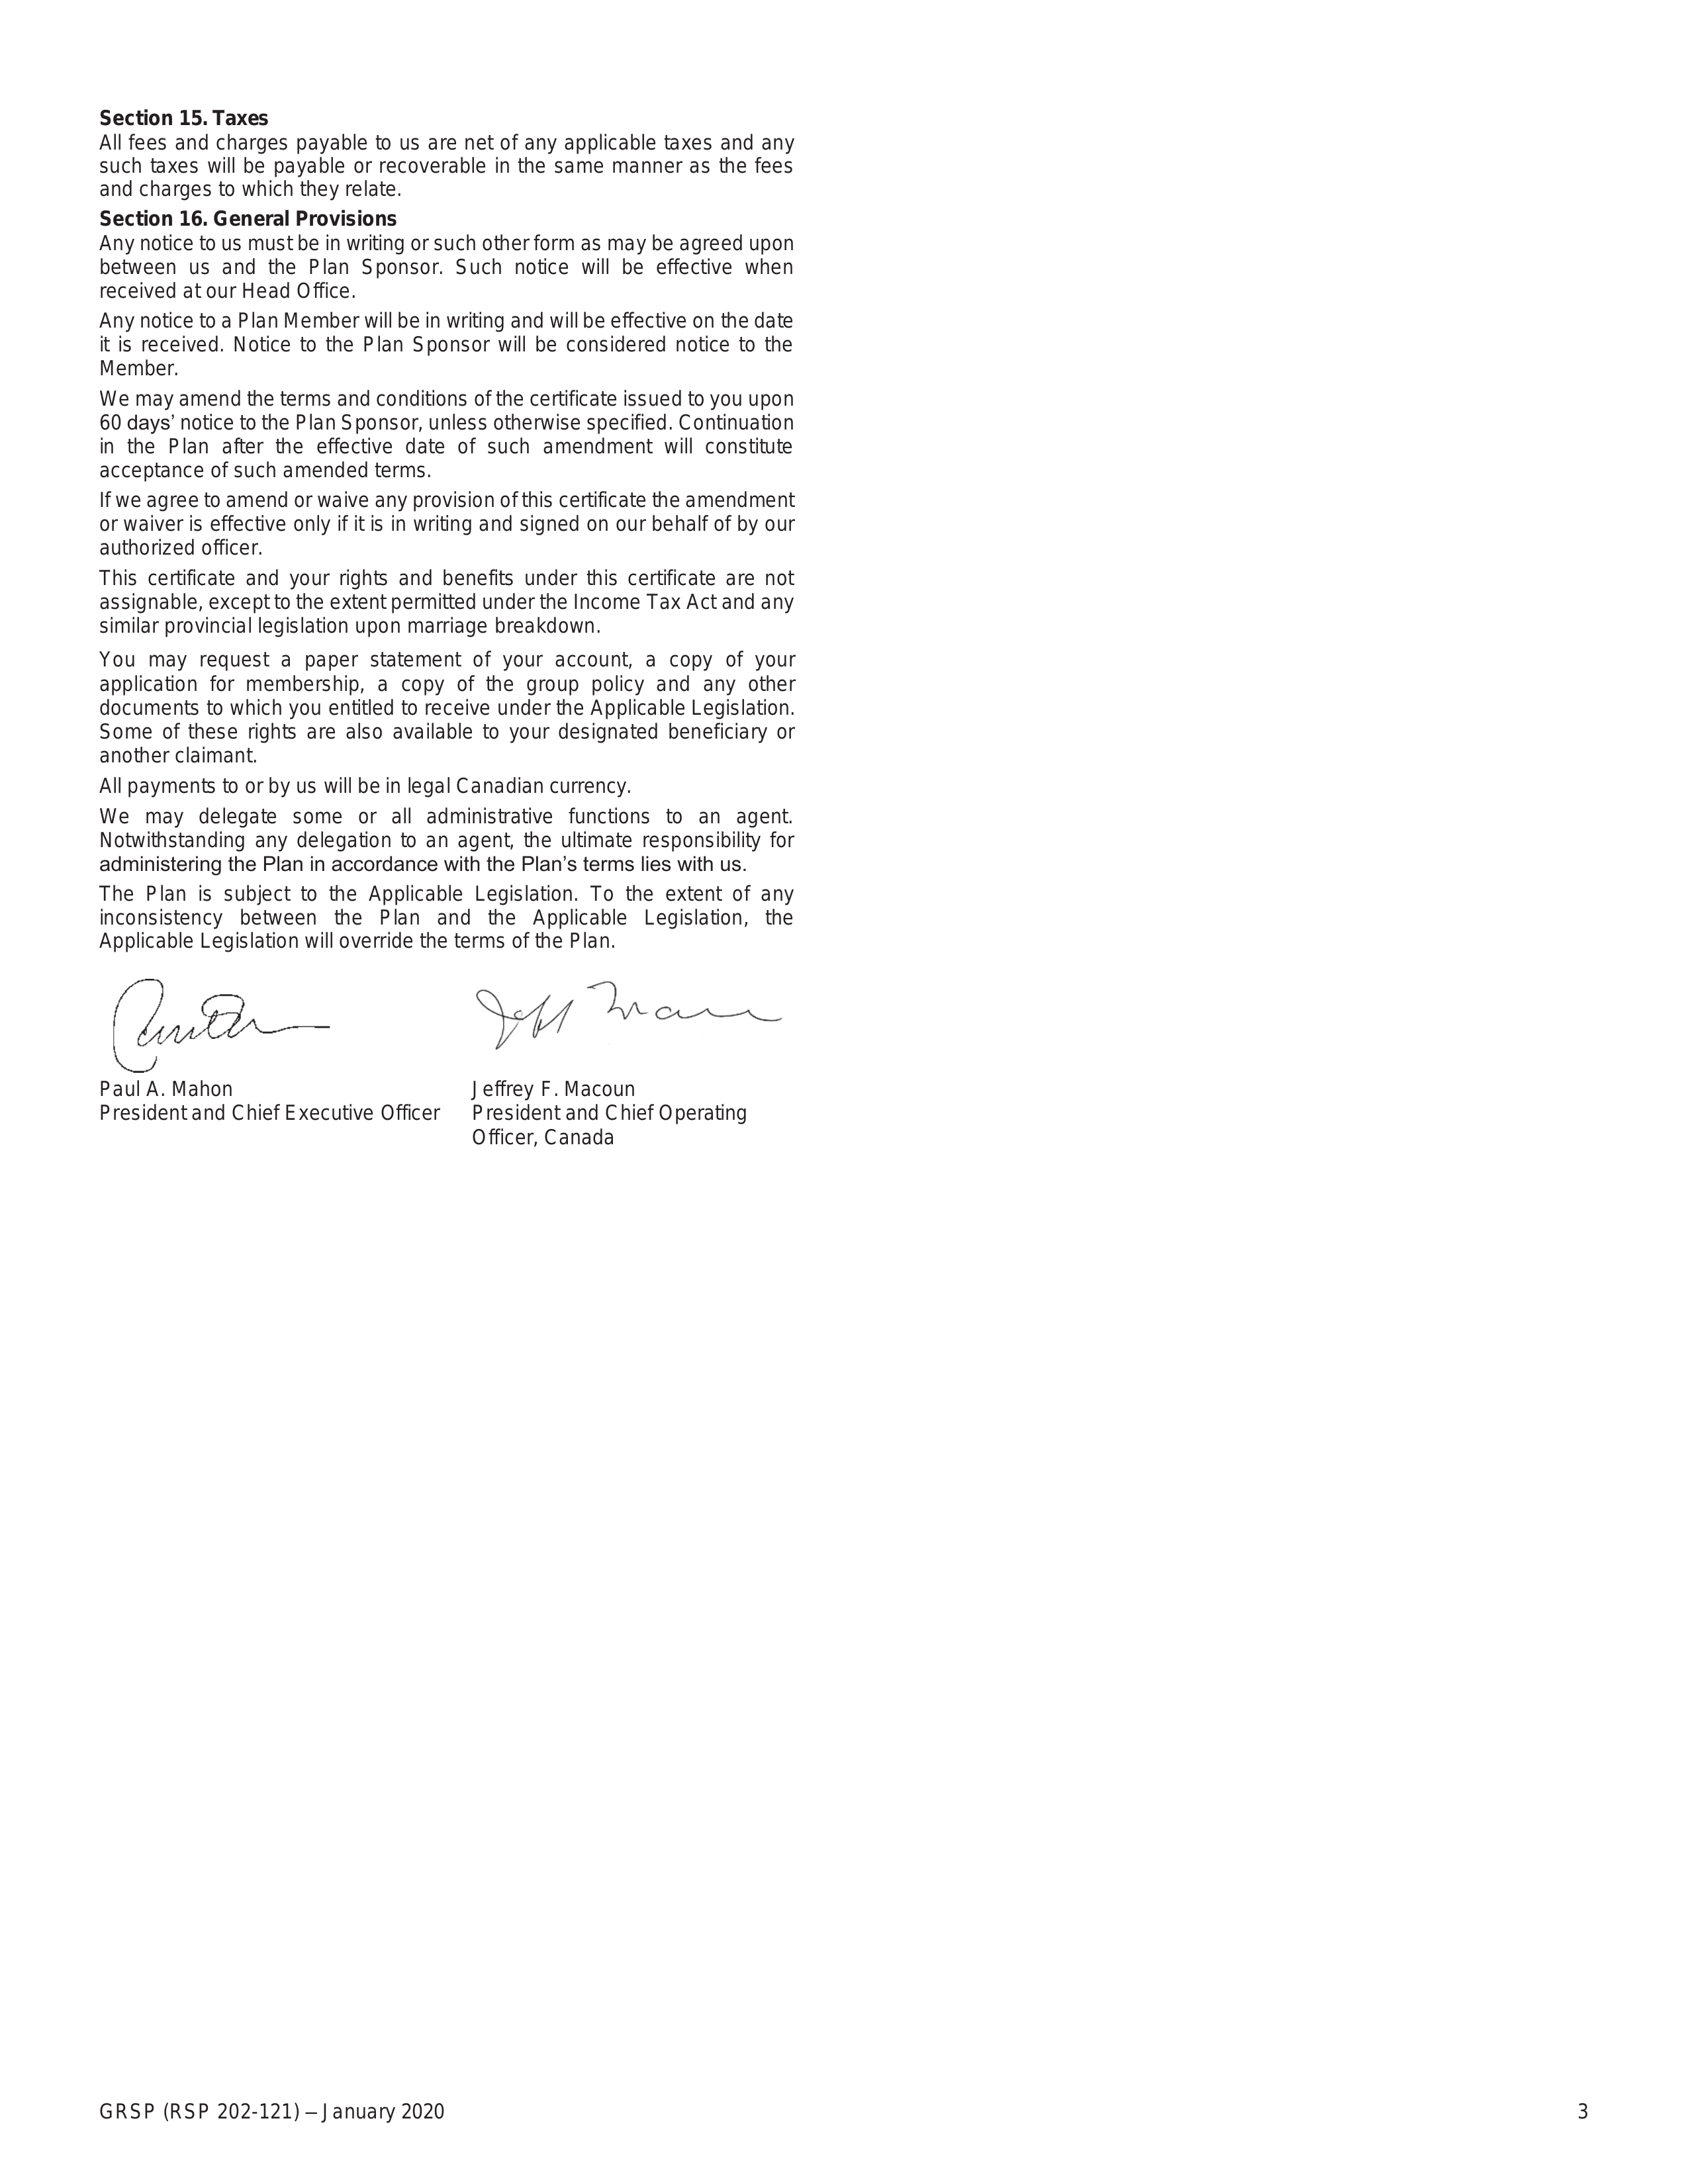 Section 15. Taxes
All fees and charges payable to us are net of any applicable taxes and any
such taxes will be payable or recoverable in the same manner as the fees
and charges to which they relate.
Section 16. General Provisions
Any notice to us must be in writing or such other form as may be agreed upon
between us and the Plan Sponsor. Such notice will be effective when
received at our Head Office.
Any notice to a Plan Member will be in writing and will be effective on the date
it is received. Notice to the Plan Sponsor will be considered notice to the
Member.
We may amend the terms and conditions of the certificate issued to you upon
60 days’ notice to the Plan Sponsor, unless otherwise specified. Continuation
in the Plan after the effective date of such amendment will constitute
acceptance of such amended terms.
If we agree to amend or waive any provision of this certificate the amendment
or waiver is effective only if it is in writing and signed on our behalf of by our
authorized officer.
This certificate and your rights and benefits under this certificate are not
assignable, except to the extent permitted under the Income Tax Act and any
similar provincial legislation upon marriage breakdown.
You may request a paper statement of your account, a copy of your
application for membership, a copy of the group policy and any other
documents to which you entitled to receive under the Applicable Legislation.
Some of these rights are also available to your designated beneficiary or
another claimant.
All payments to or by us will be in legal Canadian currency.
We may delegate some or all administrative functions to an agent.
Notwithstanding any delegation to an agent, the ultimate responsibility for
administering the Plan in accordance with the Plan’s terms lies with us.
The Plan is subject to the Applicable Legislation. To the extent of any
inconsistency between the Plan and the Applicable Legislation, the
Applicable Legislation will override the terms of the Plan.
Paul A. Mahon
President and Chief Executive Officer
Jeffrey F. Macoun
President and Chief Operating
Officer, Canada
GRSP (RSP 202-121) – January 2020
3